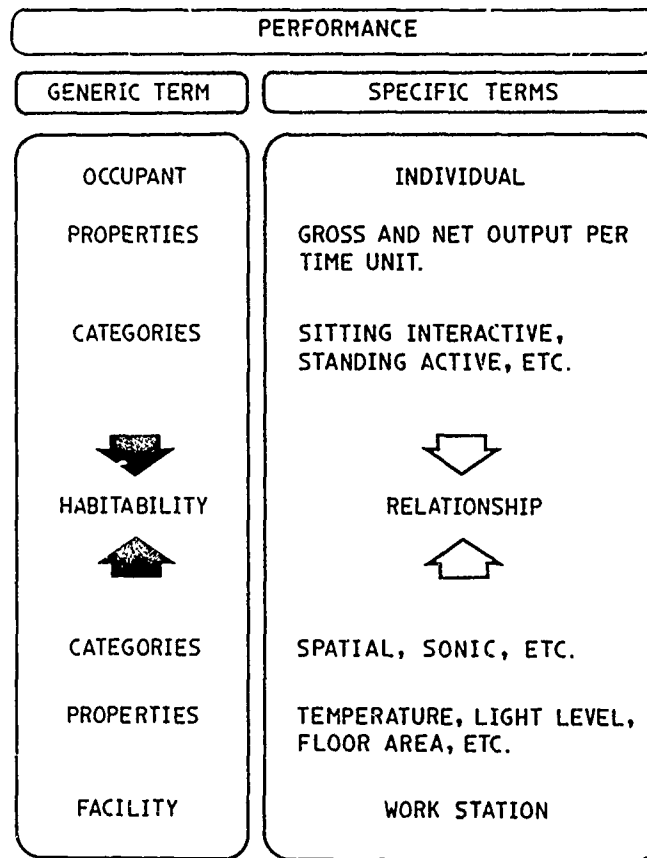 PERFORMANCE
GENERIC TERM
SPECIFIC TERMS
OCCUPANT
INDIVIDUAL
PROPERTIES
GROSS AND NET OUTPUT PER
TIME UNIT.
CATEGORIES
SITTING INTERACTIVE,
STANDING ACTIVE, ETC.
HABITABILITY
RELATIONSHIP
CATEGORIES
SPATIAL, SONIC, ETC.
PROPERTIES
TEMPERATURE, LIGHT LEVEL,
FLOOR AREA, ETC.
FACILITY
WORK STATION